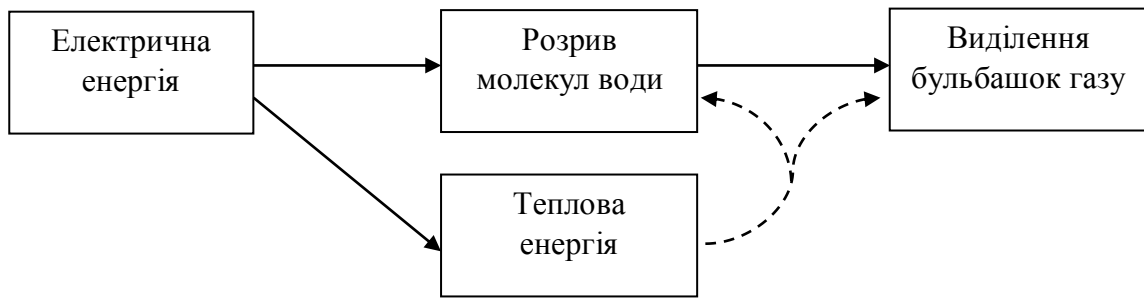 Електрична
енергія
Розрив
молекул води
Виділення
бульбашок газу
Теплова
енергія